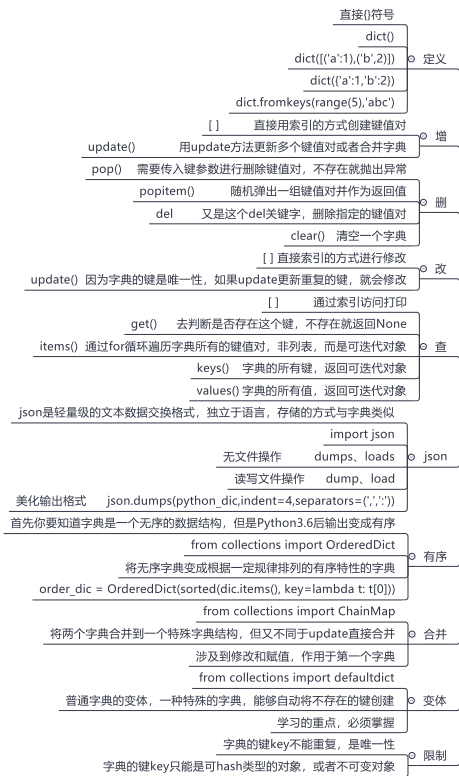 直接{}符号
dict()
dict([('a':1),('b',2)])
dict({'a':1,'b':2})
dict.fromkeys(range(5),'abc')
定义
[ ] 直接用索引的方式创建键值对
update() 用update方法更新多个键值对或者合并字典
增
pop() 需要传入键参数进行删除键值对，不存在就抛出异常
popitem() 随机弹出一组键值对并作为返回值
del 又是这个del关键字，删除指定的键值对
clear() 清空一个字典
删
[ ] 直接索引的方式进行修改
update() 因为字典的键是唯一性，如果update更新重复的键，就会修改
改
[ ] 通过索引访问打印
get() 去判断是否存在这个键，不存在就返回None
items() 通过for循环遍历字典所有的键值对，非列表，而是可迭代对象
keys() 字典的所有键，返回可迭代对象
values() 字典的所有值，返回可迭代对象
查
json是轻量级的文本数据交换格式，独立于语言，存储的方式与字典类似
import json
无文件操作 dumps、loads
读写文件操作 dump、load
美化输出格式 json.dumps(python_dic,indent=4,separators=(',',':'))
json
首先你要知道字典是一个无序的数据结构，但是Python3.6后输出变成有序
from collections import OrderedDict
将无序字典变成根据一定规律排列的有序特性的字典
order_dic = OrderedDict(sorted(dic.items(), key=lambda t: t[0]))
有序
from collections import ChainMap
将两个字典合并到一个特殊字典结构，但又不同于update直接合并
涉及到修改和赋值，作用于第一个字典
合并
from collections import defaultdict
普通字典的变体，一种特殊的字典，能够自动将不存在的键创建
学习的重点，必须掌握
变体
字典的键key不能重复，是唯一性
字典的键key只能是可hash类型的对象，或者不可变对象
限制